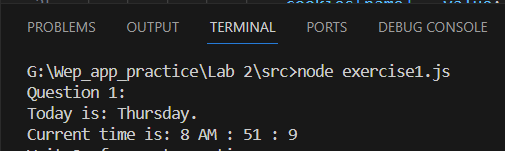 PROBLEMS OUTPUT TERMINAL PORTS DEBUG CONSOLE
G:\Wep_app_practice\Lab 2\src>node exercise1.js
Question 1:
Today is: Thursday.
Current time is: 8 AM : 51 : 9